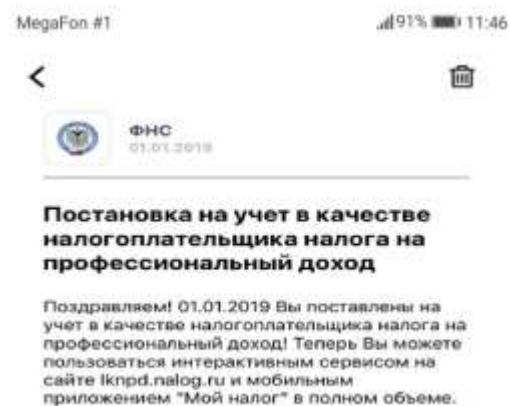 MegaFon #1 91% 11:46
ФНС
01.01.2019
Постановка на учет в качестве
налогоплательщика налога на
профессиональный доход
Поздравляем! 01.01.2019 Вы поставлены на
учет в качестве налогоплательщика налога на
профессиональный доход! Теперь Вы можете
пользоваться интерактивным сервисом на
сайте lknpd.nalog.ru и мобильным
приложением "Мой налог" в полном объеме.